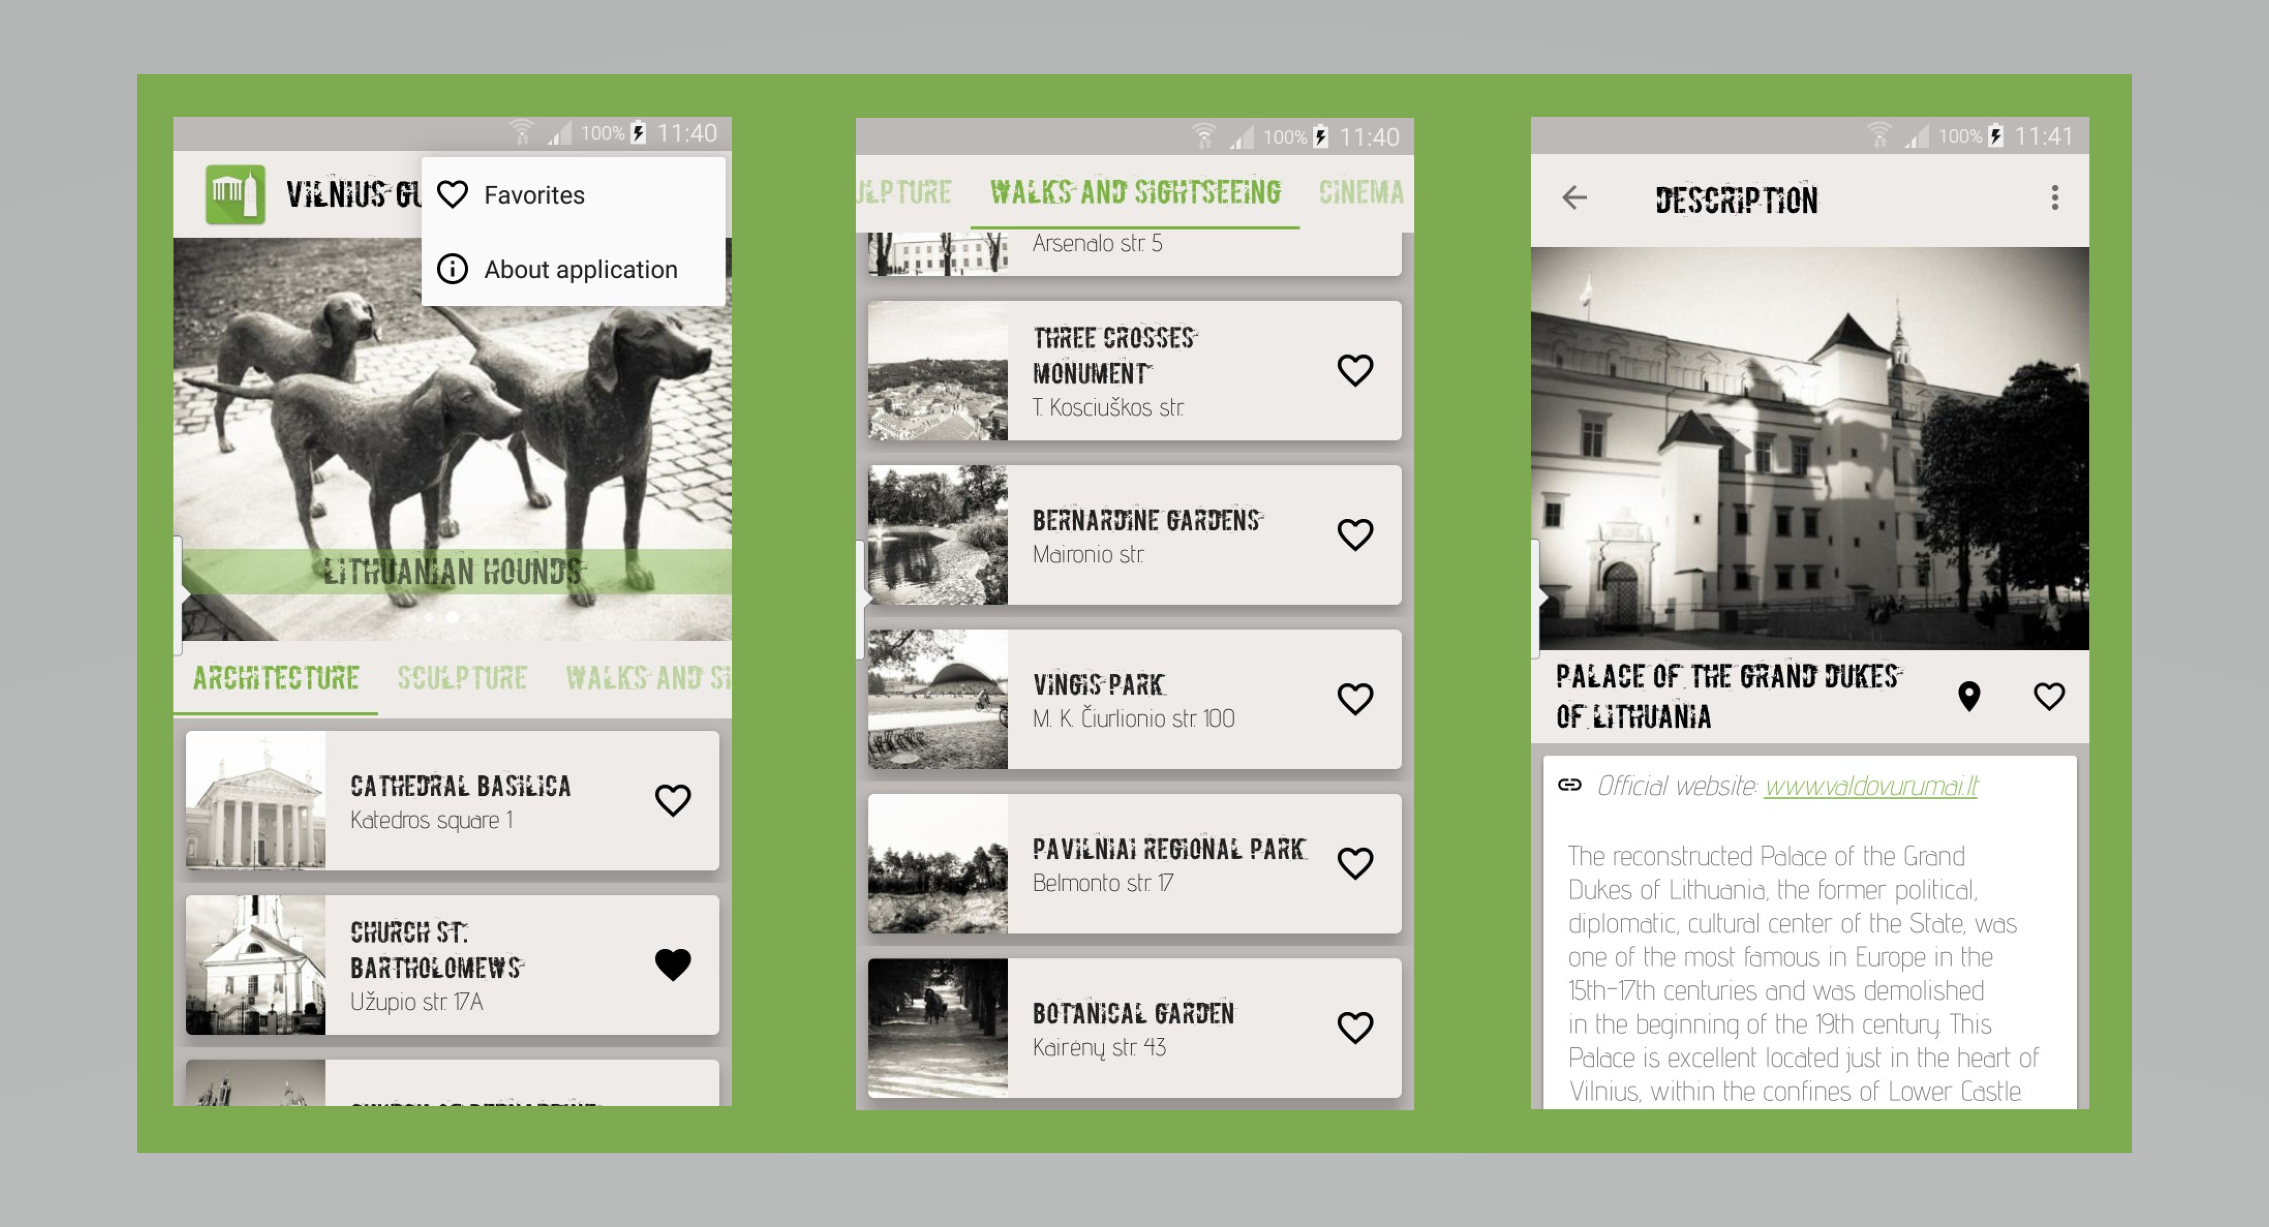 100% 11:40
VILNIUS GU
Favorites
About application
LITHUANIAN HOUNDS
ARCHITECTURE SCULPTURE WALKS AND SI
CATHEDRAL BASILICA
Katedros square 1
CHURCH ST.
BARTHOLOMEWS
Užupio str. 17A
100% 11:40
ULPTURE WALKS AND SIGHTSEEING CINEMA
Arsenalo str. 5
THREE CROSSES
MONUMENT
T. Kosciuškos str.
BERNARDINE GARDENS
Maironio str.
VINGIS PARK
M. K. Čiurlionio str. 100
PAVILNIAI REGIONAL PARK
Belmonto str. 17
BOTANICAL GARDEN
Kairėnų str. 43
100% 11:41
DESCRIPTION
PALACE OF THE GRAND DUKES
OF LITHUANIA
Official website: www.valdovurumai.lt
The reconstructed Palace of the Grand
Dukes of Lithuania, the former political,
diplomatic, cultural center of the State, was
one of the most famous in Europe in the
15th-17th centuries and was demolished
in the beginning of the 19th century. This
Palace is excellent located just in the heart of
Vilnius, within the confines of Lower Castle.